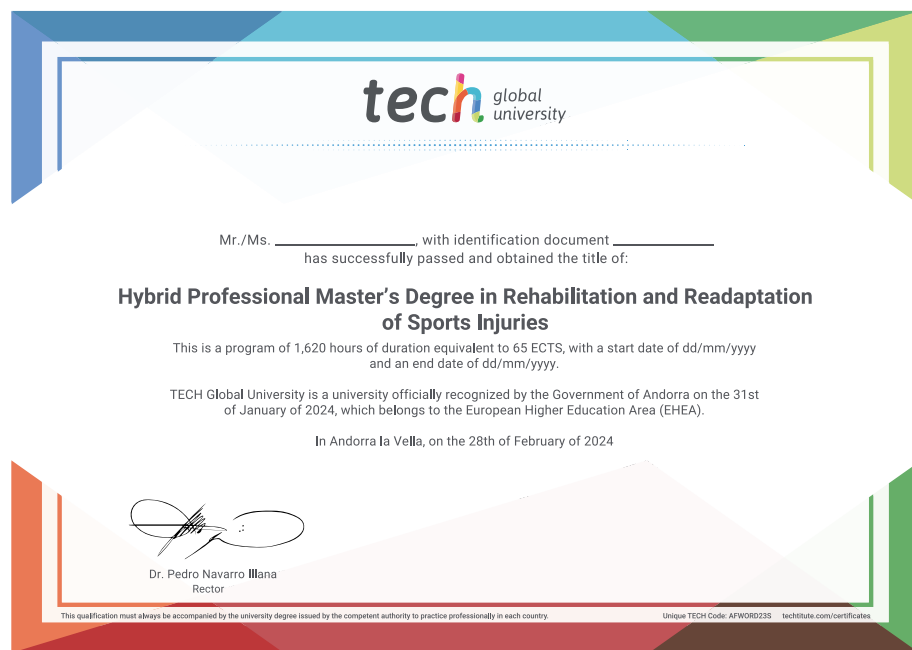 tech global university
Mr./Ms. ____________________, with identification document ______________
has successfully passed and obtained the title of:
Hybrid Professional Master's Degree in Rehabilitation and Readaptation
of Sports Injuries
This is a program of 1,620 hours of duration equivalent to 65 ECTS, with a start date of dd/mm/yyyy
and an end date of dd/mm/yyyy.
TECH Global University is a university officially recognized by the Government of Andorra on the 31st
of January of 2024, which belongs to the European Higher Education Area (EHEA).
In Andorra la Vella, on the 28th of February of 2024
Dr. Pedro Navarro Illana
Rector
This qualification must always be accompanied by the university degree issued by the competent authority to practice professionally in each country.
Unique TECH Code: AFWORD23S techtitute.com/certificates